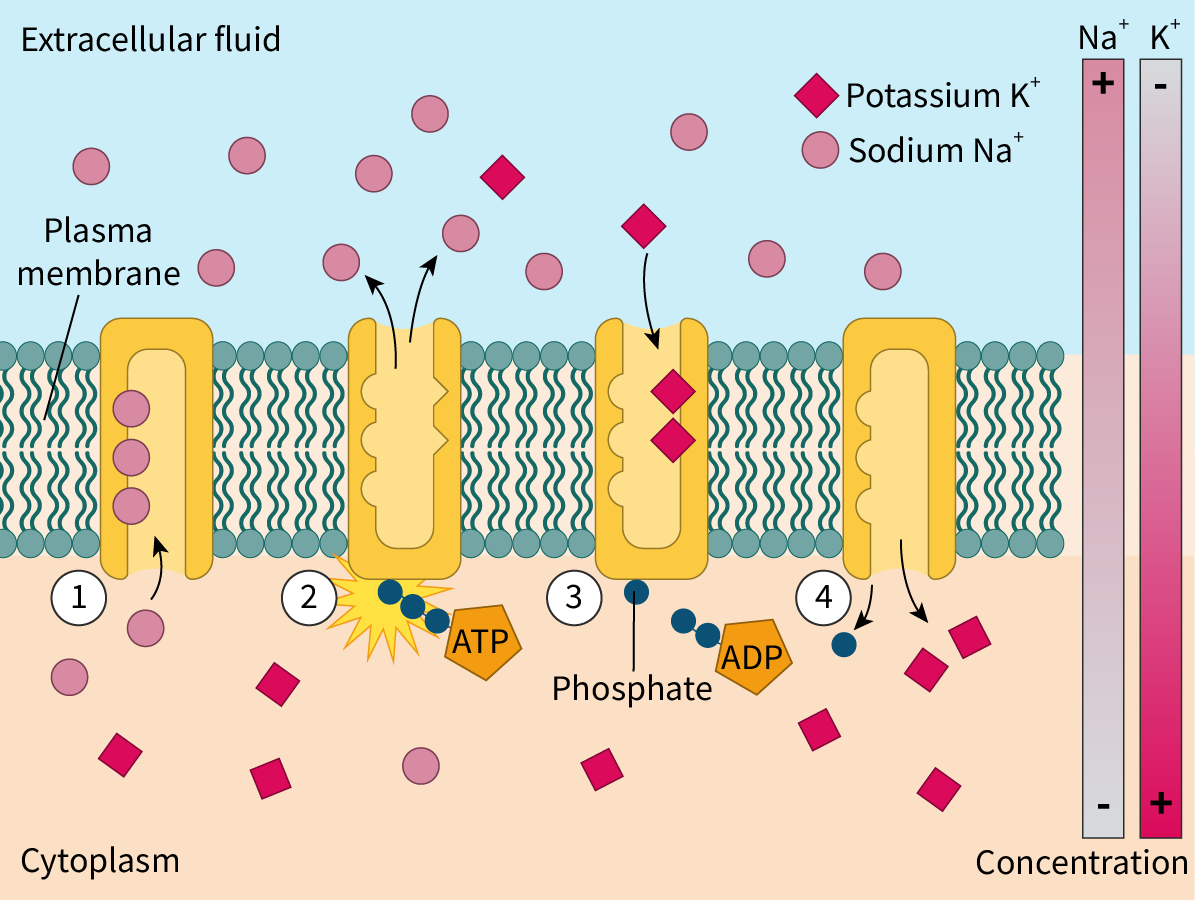 Extracellular fluid
Na⁺ K⁺
+ -
Potassium K⁺
Sodium Na⁺
Plasma
membrane
1 2 3 4
ATP
ADP
Phosphate
- +
Cytoplasm
Concentration